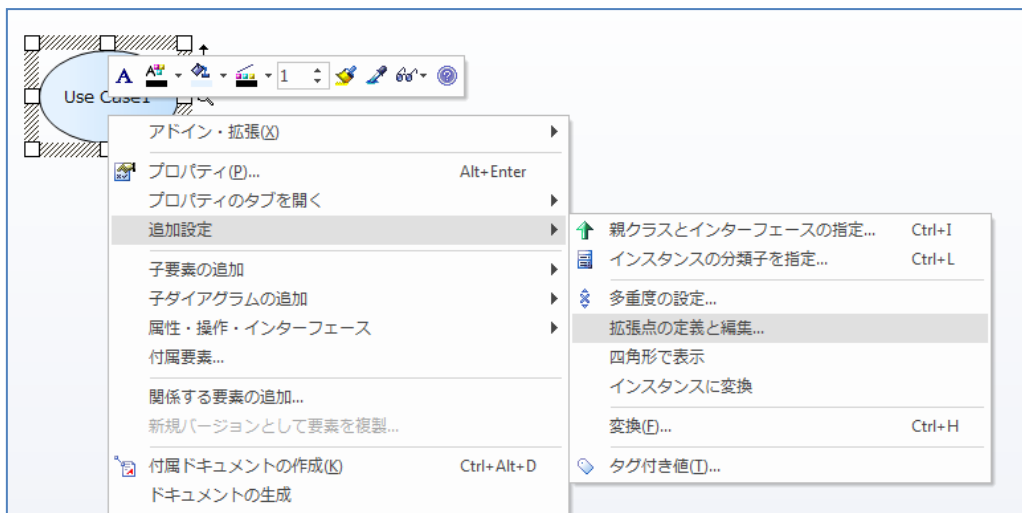 Use Case1
A
1
アドイン・拡張(X)
プロパティ(P)... Alt+Enter
プロパティのタブを開く
追加設定
子要素の追加
子ダイアグラムの追加
属性・操作・インターフェース
付属要素...
関係する要素の追加...
新規バージョンとして要素を複製...
付属ドキュメントの作成(K) Ctrl+Alt+D
ドキュメントの生成
親クラスとインターフェースの指定... Ctrl+I
インスタンスの分類子を指定... Ctrl+L
多重度の設定...
拡張点の定義と編集...
四角形で表示
インスタンスに変換
変換(F)... Ctrl+H
タグ付き値(T)...